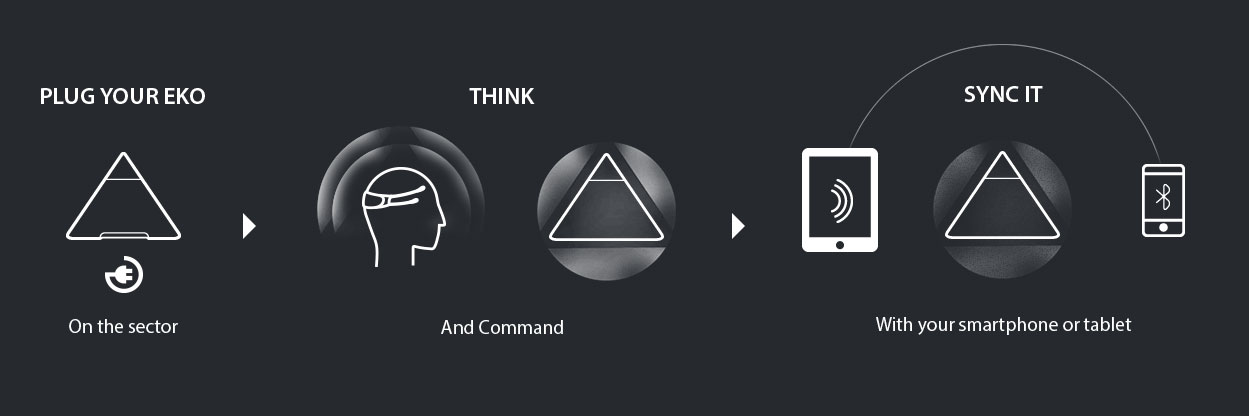 PLUG YOUR EKO
On the sector
THINK
And Command
SYNC IT
With your smartphone or tablet